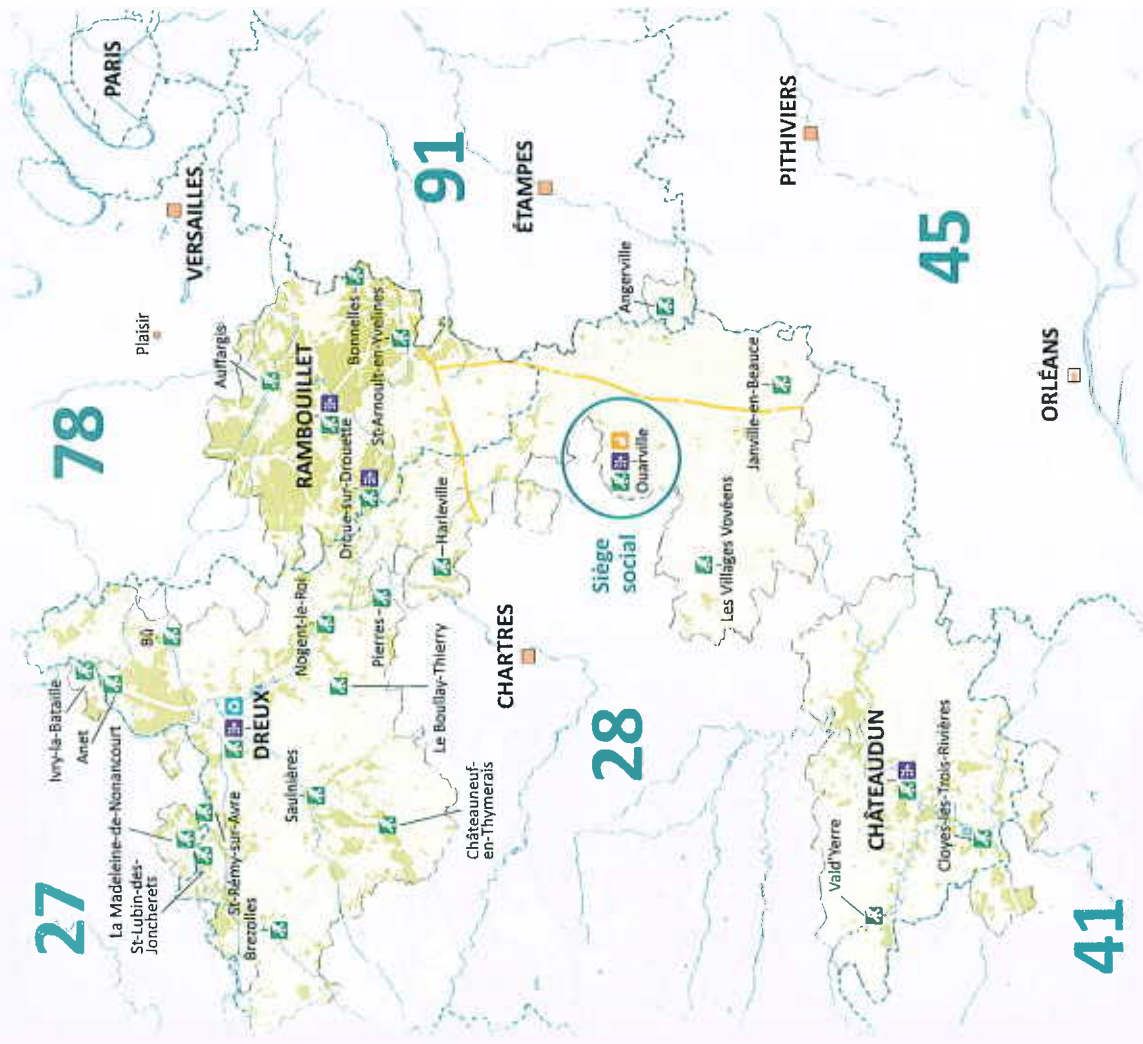 27
Ivry-la-Bataille
Anet
La Madeleine-de-Nonancourt
St-Lubin-des-
Joncherets
St-Rémy-sur-Avre
Brezolles
Bû
DREUX
Saulnières
Châteauneuf-
en-Thymerais
Le Boullay-Thierry
Nogent-le-Roi
Pierres
Harleville
78
Plaisir
PARIS
VERSAILLES
Auffargis
RAMBOUILLET
Bonnelles
St-Arnoult-en-Yvelines
Droue-sur-Drouette
91
ÉTAMPES
Angerville
CHARTRES
Siège
social
Ouarville
28
Les Villages Vovéens
Janville-en-Beauce
PITHIVIERS
45
ORLÉANS
Vald'Yerre
CHÂTEAUDUN
Cloyes-les-Trois-Rivières
41